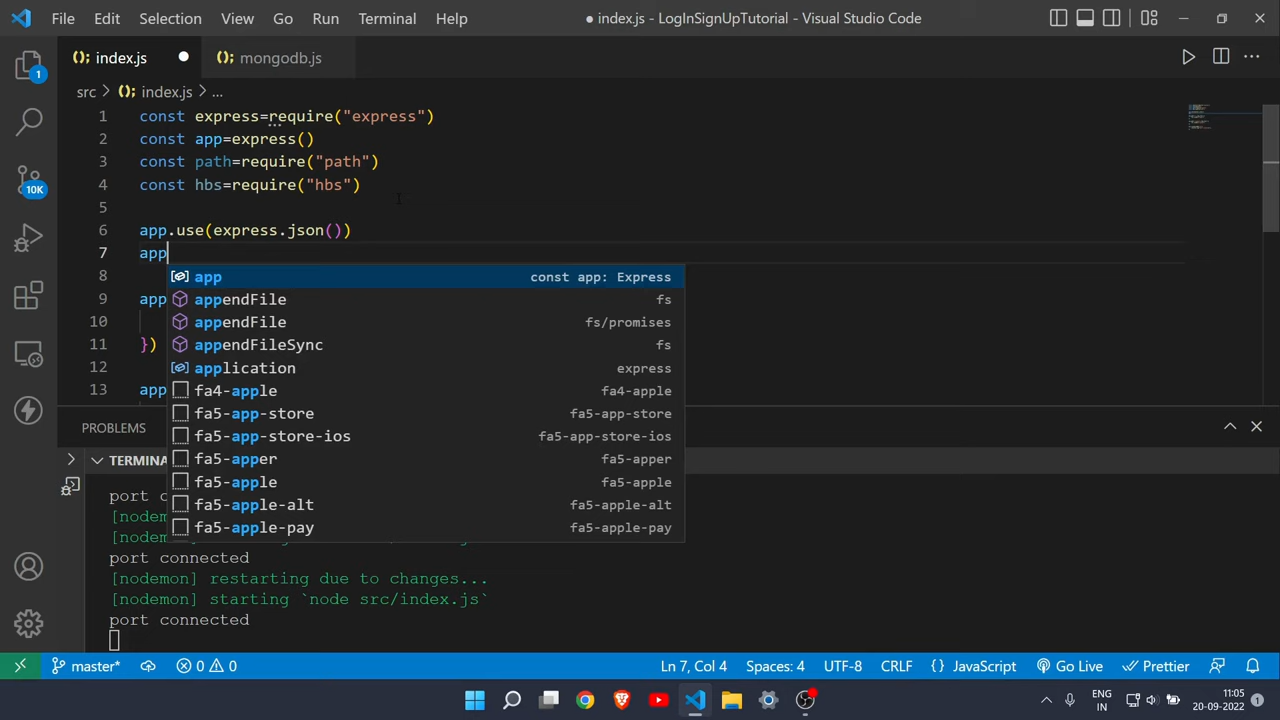 File Edit Selection View Go Run Terminal Help
● index.js - LogInSignUpTutorial - Visual Studio Code
index.js
mongodb.js
src > index.js > ...
1 const express=require("express")
2 const app=express()
3 const path=require("path")
4 const hbs=require("hbs")
5
6 app.use(express.json())
7 app
8
9 app
10
11 })
12
13 app
app const app: Express
appendFile fs
appendFile fs/promises
appendFileSync fs
application express
fa4-apple fa4-apple
fa5-app-store fa5-app-store
fa5-app-store-ios fa5-app-store-ios
fa5-apper fa5-apper
fa5-apple fa5-apple
fa5-apple-alt fa5-apple-alt
fa5-apple-pay fa5-apple-pay
1
10K
PROBLEMS
TERMINA
port c
[nodem
[nodem
port connected
[nodemon] restarting due to changes...
[nodemon] starting `node src/index.js`
port connected
master* 0 0 Ln 7, Col 4 Spaces: 4 UTF-8 CRLF {} JavaScript Go Live Prettier
ENG
IN
11:05
20-09-2022
1